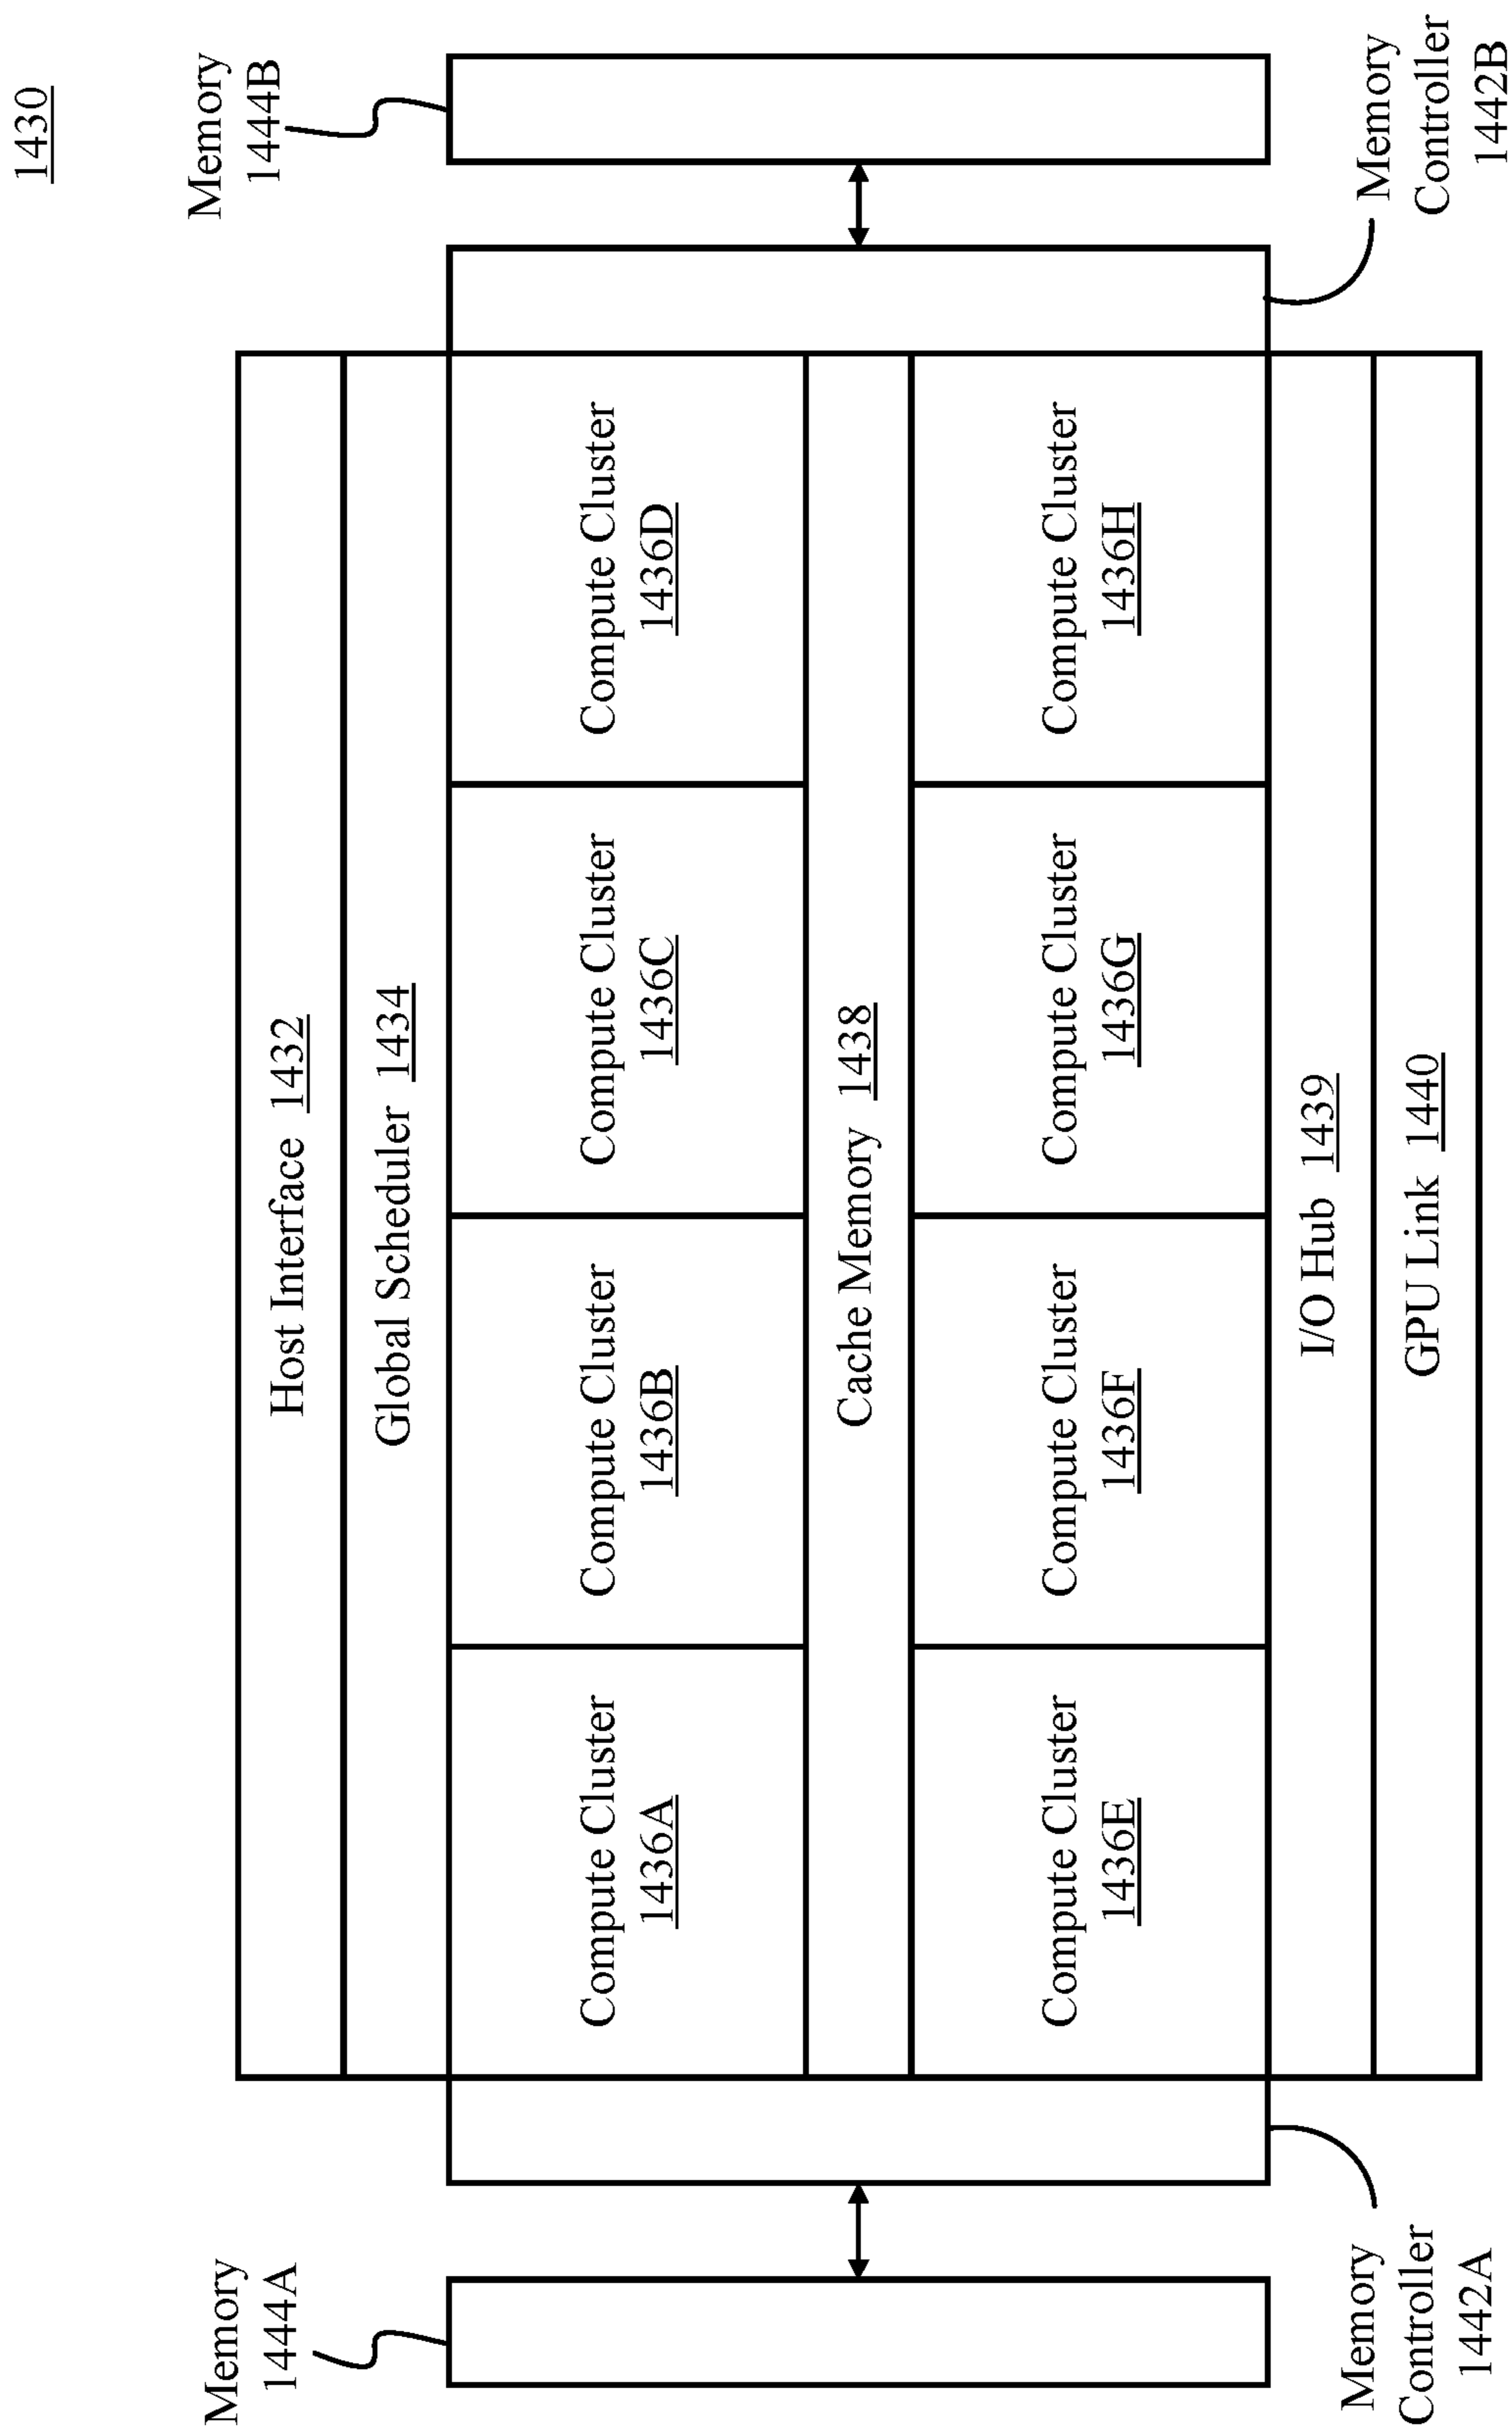 1430
Memory
1444A
Memory
1444B
Host Interface 1432
Global Scheduler 1434
Compute Cluster
1436A
Compute Cluster
1436B
Compute Cluster
1436C
Compute Cluster
1436D
Cache Memory 1438
Compute Cluster
1436E
Compute Cluster
1436F
Compute Cluster
1436G
Compute Cluster
1436H
I/O Hub 1439
GPU Link 1440
Memory
Controller
1442A
Memory
Controller
1442B